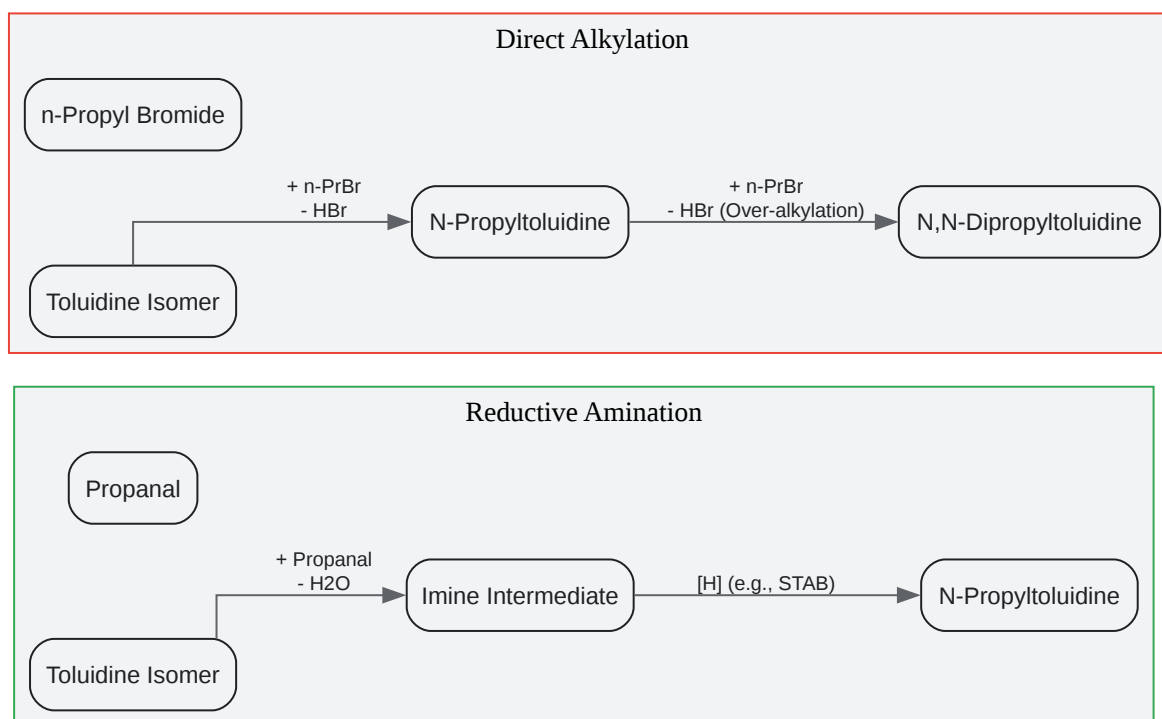 Direct Alkylation
n-Propyl Bromide
+ n-PrBr
- HBr
N-Propyltoluidine
+ n-PrBr
- HBr (Over-alkylation)
N,N-Dipropyltoluidine
Toluidine Isomer
Reductive Amination
Propanal
+ Propanal
- H2O
Imine Intermediate
[H] (e.g., STAB)
N-Propyltoluidine
Toluidine Isomer